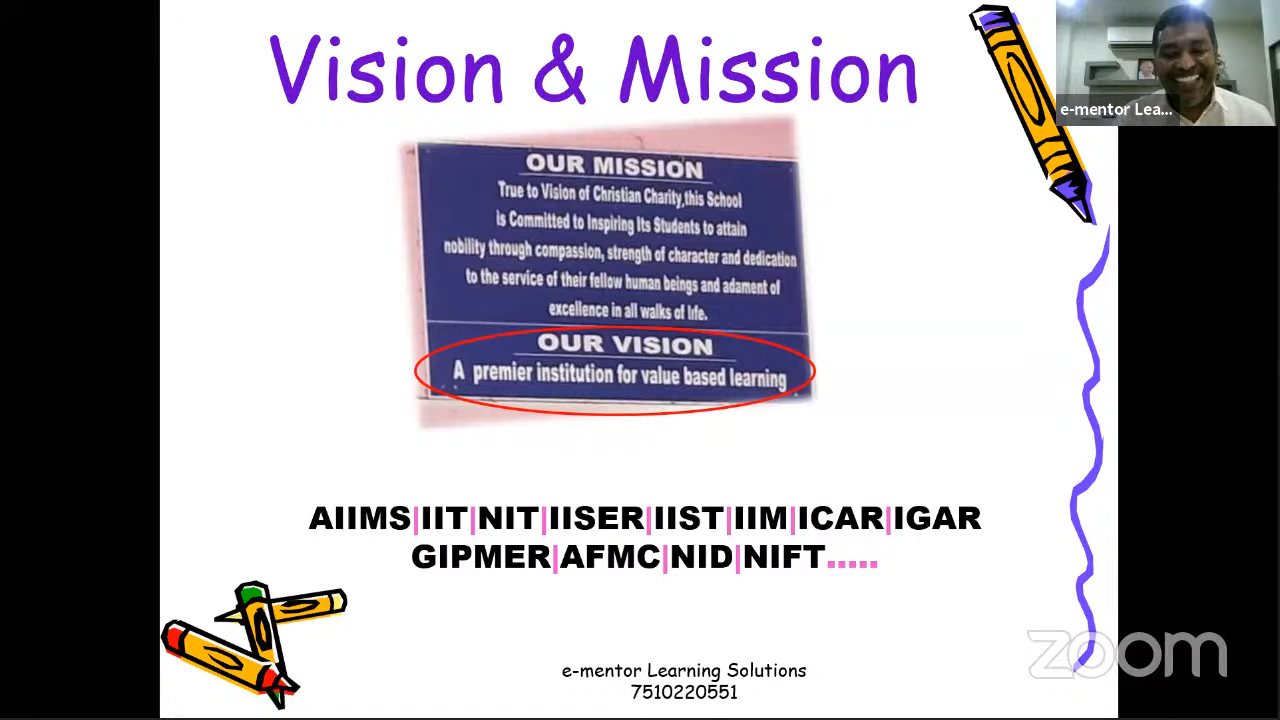 Vision & Mission
e-mentor Lea...
OUR MISSION
True to Vision of Christian Charity,this School
is Committed to Inspiring Its Students to attain
nobility through compassion, strength of character and dedication
to the service of their fellow human beings and adament of
excellence in all walks of life.
OUR VISION
A premier institution for value based learning
AIIMS|IIT|NIT|IISER|IIST|IIM|ICAR|IGAR
GIPMER|AFMC|NID|NIFT.....
e-mentor Learning Solutions
7510220551
zoom